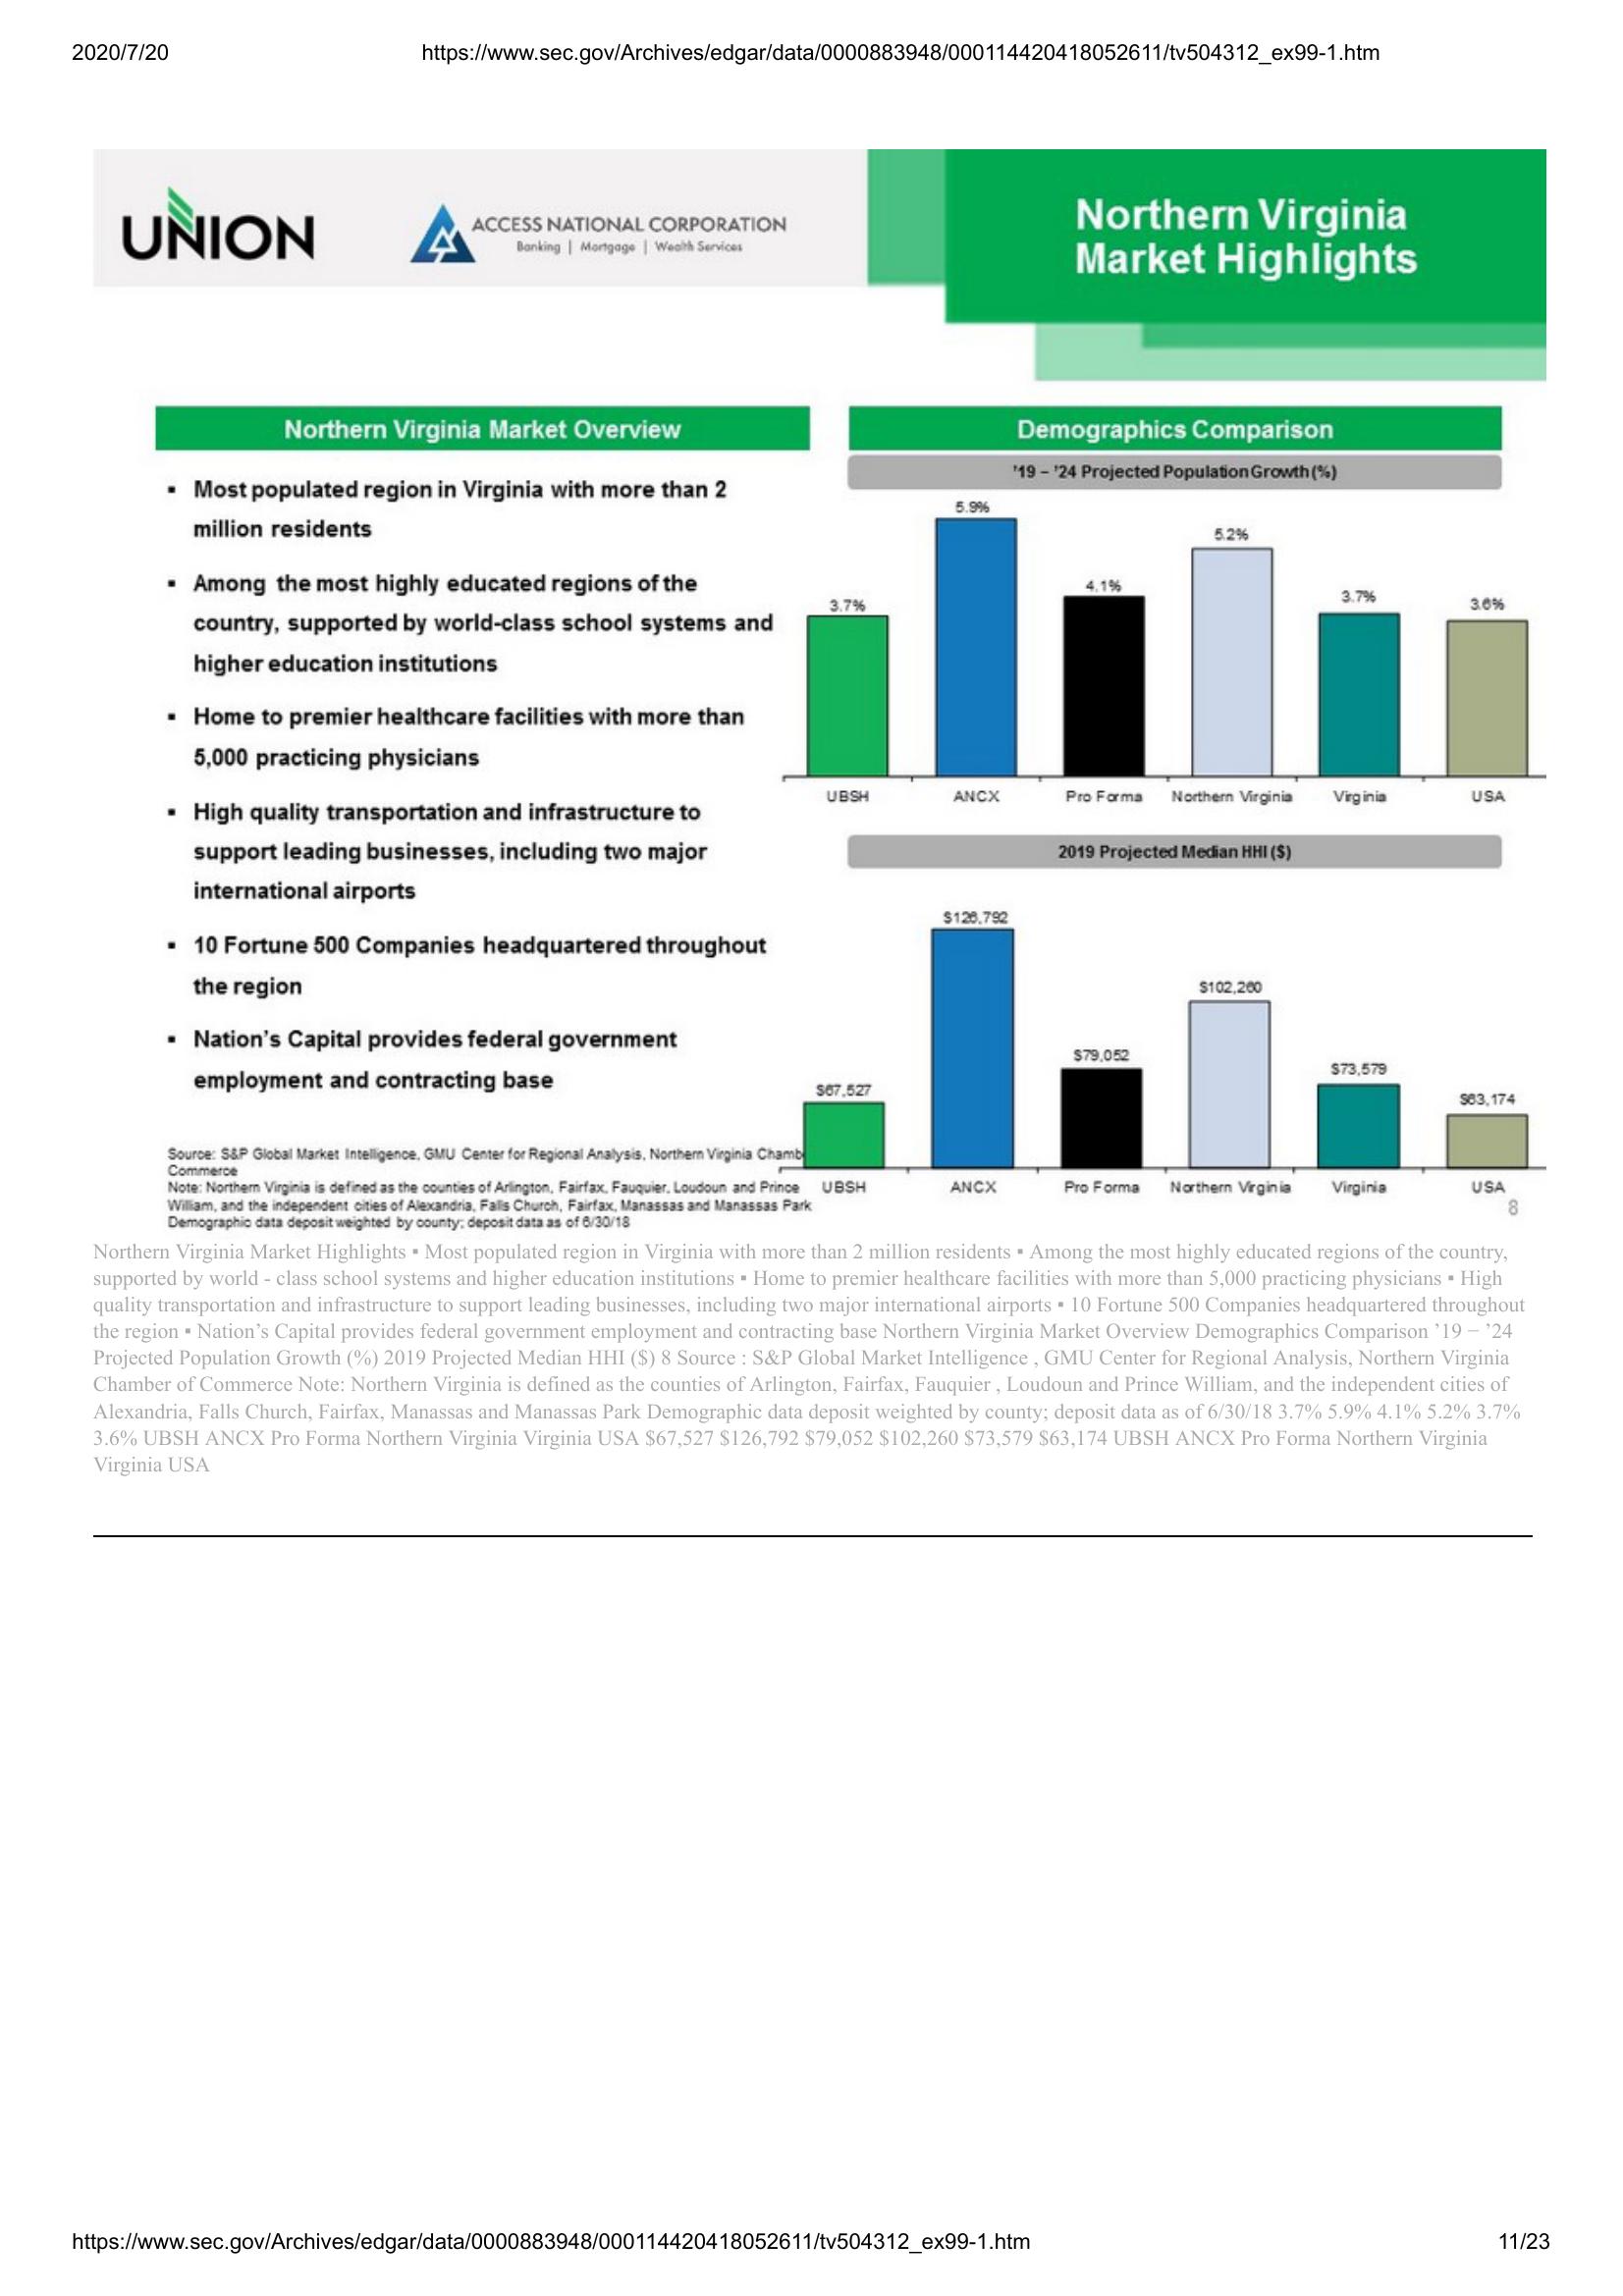 2020/7/20
https://www.sec.gov/Archives/edgar/data/0000883948/000114420418052611/tv504312_ex99-1.htm
UNION
ACCESS NATIONAL CORPORATION
Banking | Mortgage | Wealth Services
Northern Virginia
Market Highlights
Northern Virginia Market Overview
▪ Most populated region in Virginia with more than 2
million residents
▪ Among the most highly educated regions of the
country, supported by world-class school systems and
higher education institutions
▪ Home to premier healthcare facilities with more than
5,000 practicing physicians
▪ High quality transportation and infrastructure to
support leading businesses, including two major
international airports
▪ 10 Fortune 500 Companies headquartered throughout
the region
▪ Nation’s Capital provides federal government
employment and contracting base
Source: S&P Global Market Intelligence, GMU Center for Regional Analysis, Northern Virginia Chamb
Commerce
Note: Northern Virginia is defined as the counties of Arlington, Fairfax, Fauquier, Loudoun and Prince
William, and the independent cities of Alexandria, Falls Church, Fairfax, Manassas and Manassas Park
Demographic data deposit weighted by county; deposit data as of 6/30/18
Demographics Comparison
’19 – ’24 Projected Population Growth (%)
3.7% 5.9% 4.1% 5.2% 3.7% 3.6%
UBSH ANCX Pro Forma Northern Virginia Virginia USA
2019 Projected Median HHI ($)
$67,527 $126,792 $79,052 $102,260 $73,579 $63,174
UBSH ANCX Pro Forma Northern Virginia Virginia USA
8
Northern Virginia Market Highlights ▪ Most populated region in Virginia with more than 2 million residents ▪ Among the most highly educated regions of the country,
supported by world - class school systems and higher education institutions ▪ Home to premier healthcare facilities with more than 5,000 practicing physicians ▪ High
quality transportation and infrastructure to support leading businesses, including two major international airports ▪ 10 Fortune 500 Companies headquartered throughout
the region ▪ Nation’s Capital provides federal government employment and contracting base Northern Virginia Market Overview Demographics Comparison ’19 – ’24
Projected Population Growth (%) 2019 Projected Median HHI ($) 8 Source : S&P Global Market Intelligence , GMU Center for Regional Analysis, Northern Virginia
Chamber of Commerce Note: Northern Virginia is defined as the counties of Arlington, Fairfax, Fauquier , Loudoun and Prince William, and the independent cities of
Alexandria, Falls Church, Fairfax, Manassas and Manassas Park Demographic data deposit weighted by county; deposit data as of 6/30/18 3.7% 5.9% 4.1% 5.2% 3.7%
3.6% UBSH ANCX Pro Forma Northern Virginia Virginia USA $67,527 $126,792 $79,052 $102,260 $73,579 $63,174 UBSH ANCX Pro Forma Northern Virginia
Virginia USA
https://www.sec.gov/Archives/edgar/data/0000883948/000114420418052611/tv504312_ex99-1.htm
11/23